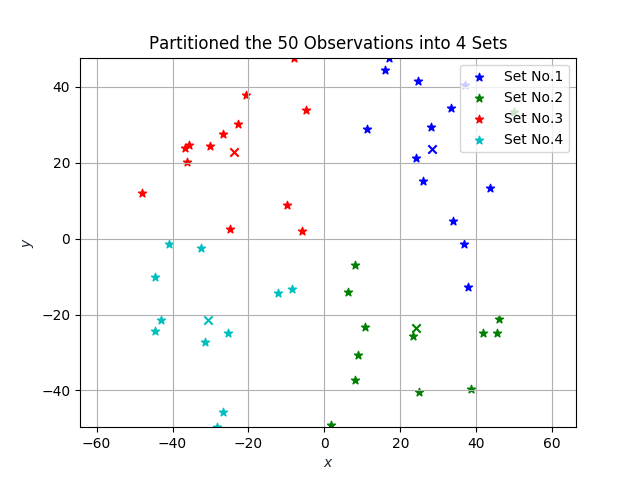 Partitioned the 50 Observations into 4 Sets
Set No.1
Set No.2
Set No.3
Set No.4
40
20
0
−20
−40
y
−60
−40
−20
0
20
40
60
x